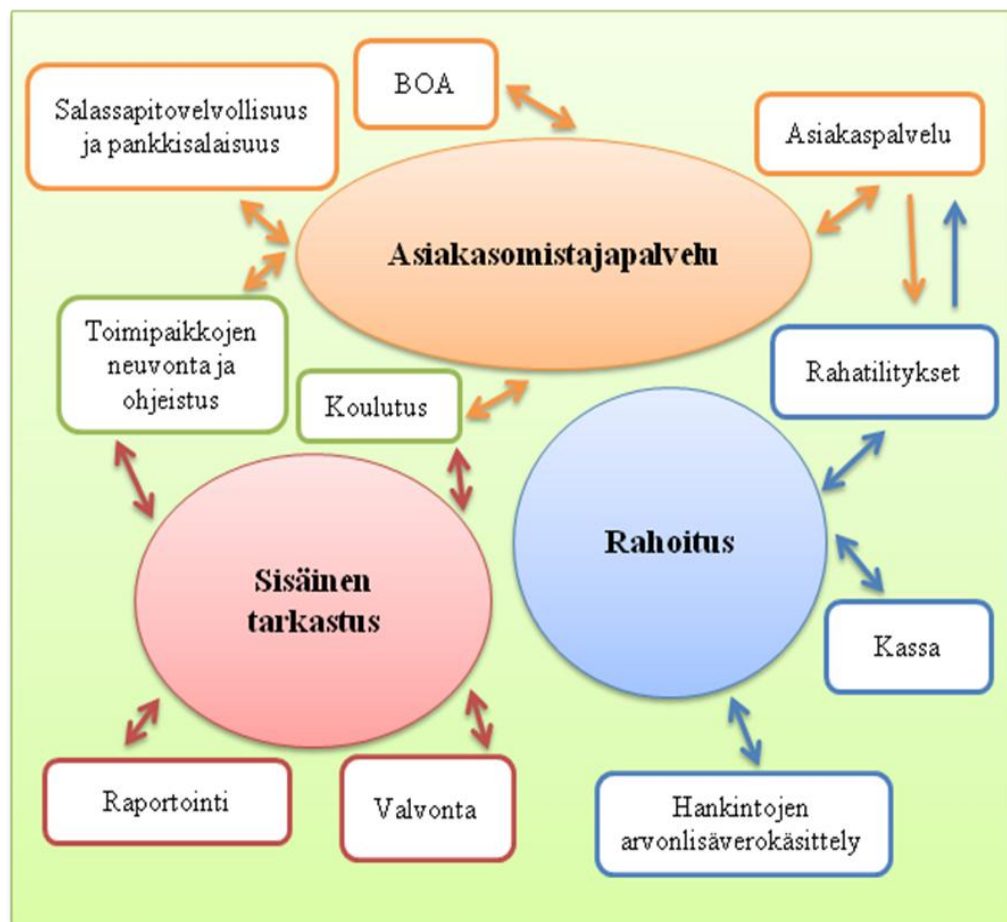 BOA
Salassapitovelvollisuus
ja pankkisalaisuus
Asiakaspalvelu
Asiakasomistajapalvelu
Toimipaikkojen
neuvonta ja
ohjeistus
Koulutus
Rahatilitykset
Rahoitus
Sisäinen
tarkastus
Kassa
Raportointi
Valvonta
Hankintojen
arvonlisäverokäsittely